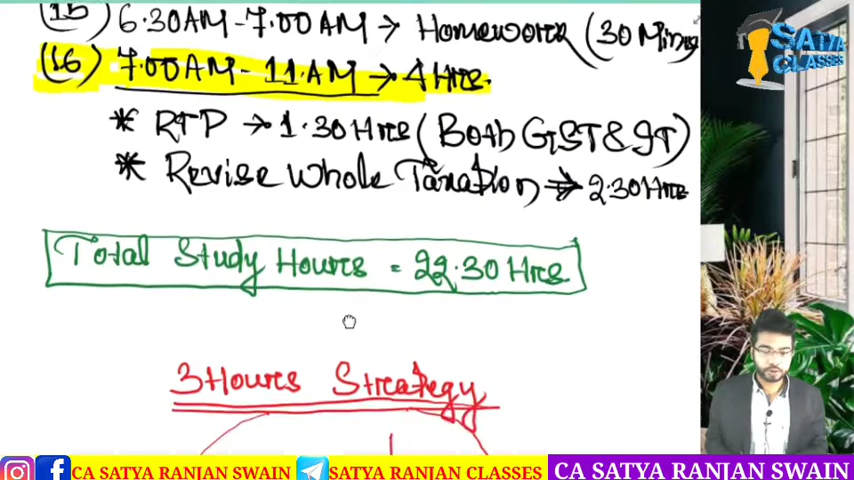 (15) 6.30AM-7.00AM → Homework (30 Mins
(16) 7.00AM - 11.AM → 4 Hrs.
* RTP → 1.30 Hrs (Both GST & IT)
* Revise Whole Taxation → 2.30 Hrs
Total Study Hours = 22.30 Hrs
3 Hours Strategy
SATYA
CLASSES
CA SATYA RANJAN SWAIN
SATYA RANJAN CLASSES
CA SATYA RANJAN SWAIN